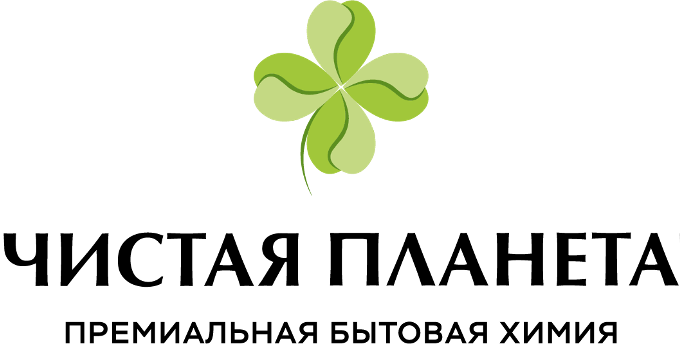 ЧИСТАЯ ПЛАНЕТА
ПРЕМИАЛЬНАЯ БЫТОВАЯ ХИМИЯ